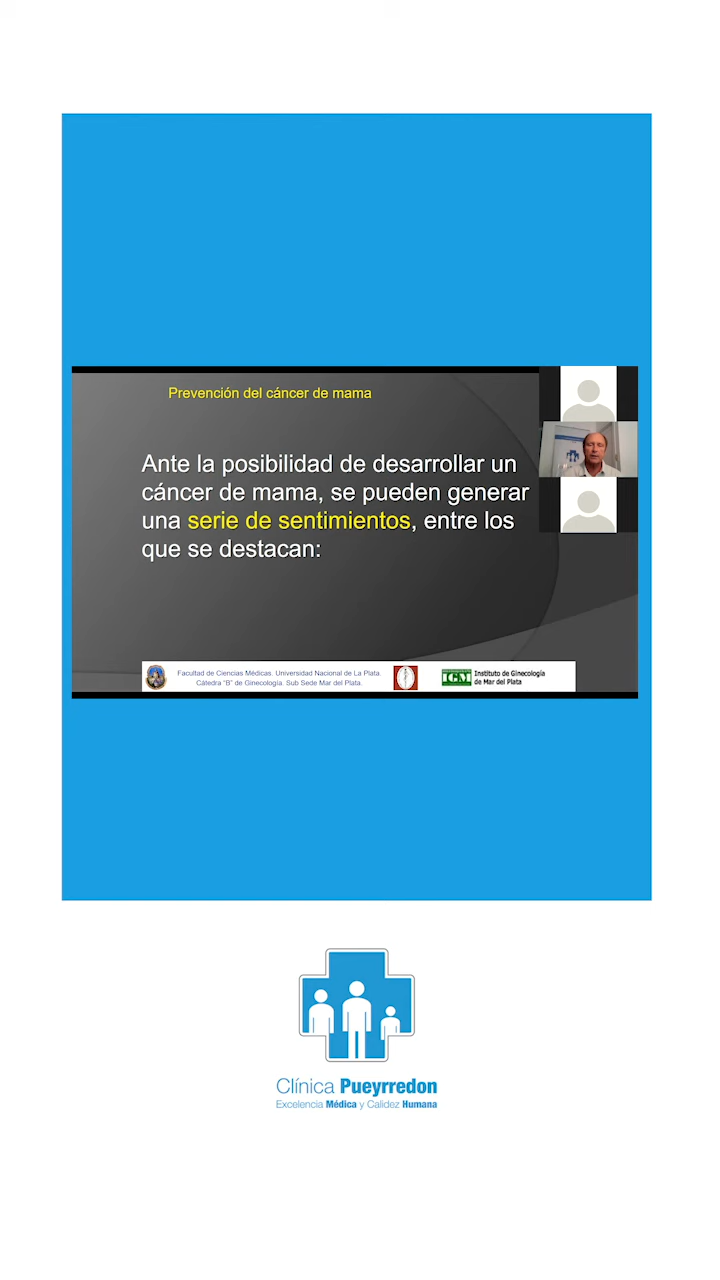 Prevención del cáncer de mama
Ante la posibilidad de desarrollar un
cáncer de mama, se pueden generar
una serie de sentimientos, entre los
que se destacan:
Facultad de Ciencias Médicas. Universidad Nacional de La Plata.
Cátedra "B" de Ginecología. Sub Sede Mar del Plata.
IGM
Instituto de Ginecología
de Mar del Plata
Clínica Pueyrredon
Excelencia Médica y Calidez Humana